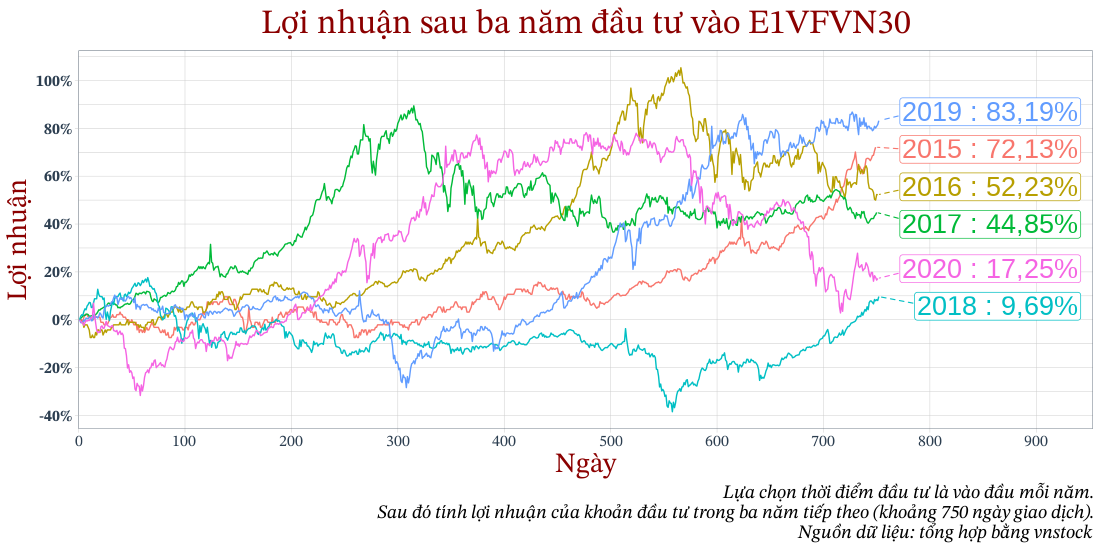 Lợi nhuận sau ba năm đầu tư vào E1VFVN30
Lợi nhuận
100%
80%
60%
40%
20%
0%
-20%
-40%
2019 : 83,19%
2015 : 72,13%
2016 : 52,23%
2017 : 44,85%
2020 : 17,25%
2018 : 9,69%
0 100 200 300 400 500 600 700 800 900
Ngày
Lựa chọn thời điểm đầu tư là vào đầu mỗi năm.
Sau đó tính lợi nhuận của khoản đầu tư trong ba năm tiếp theo (khoảng 750 ngày giao dịch).
Nguồn dữ liệu: tổng hợp bằng vnstock